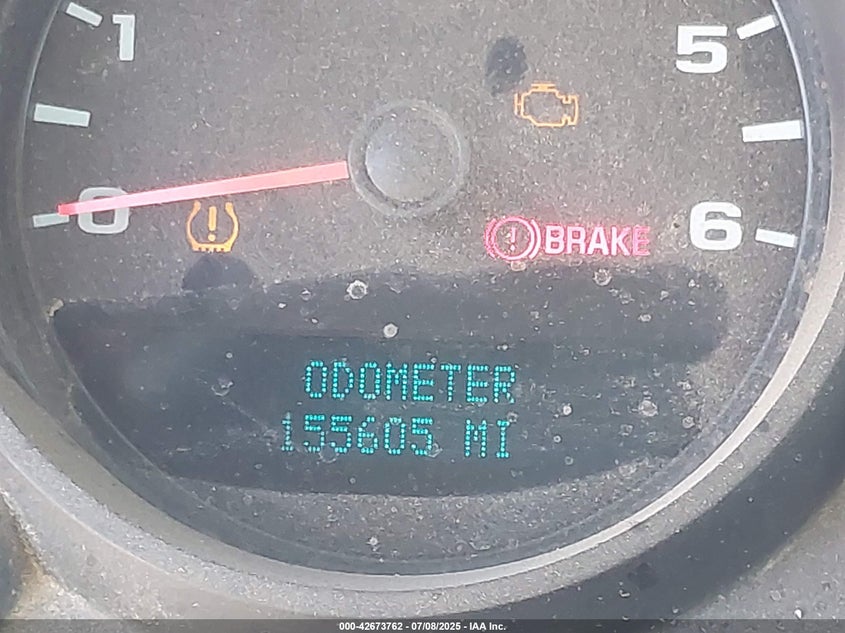 1
5
0
6
BRAKE
ODOMETER
155605 MI
000-42673762 - 07/08/2025 - IAA Inc.